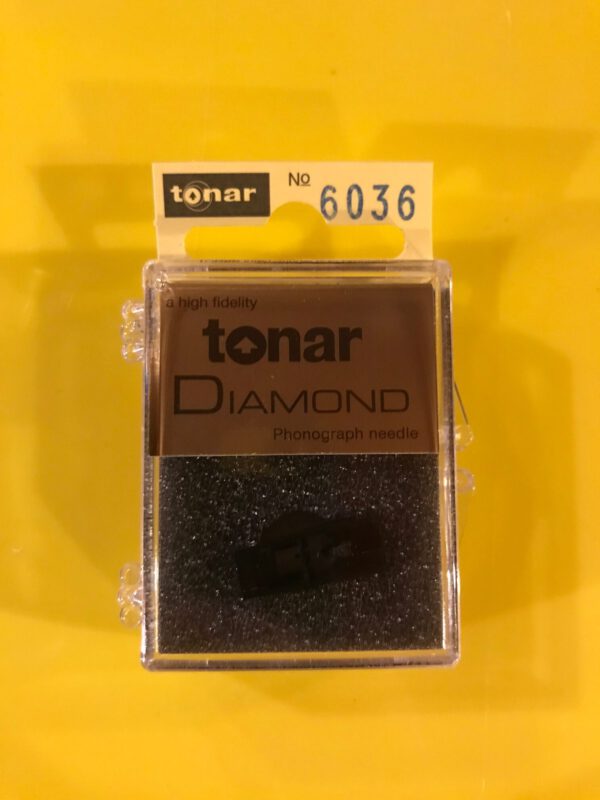 tonar № 6036
a high fidelity
tonar
DIAMOND
Phonograph needle